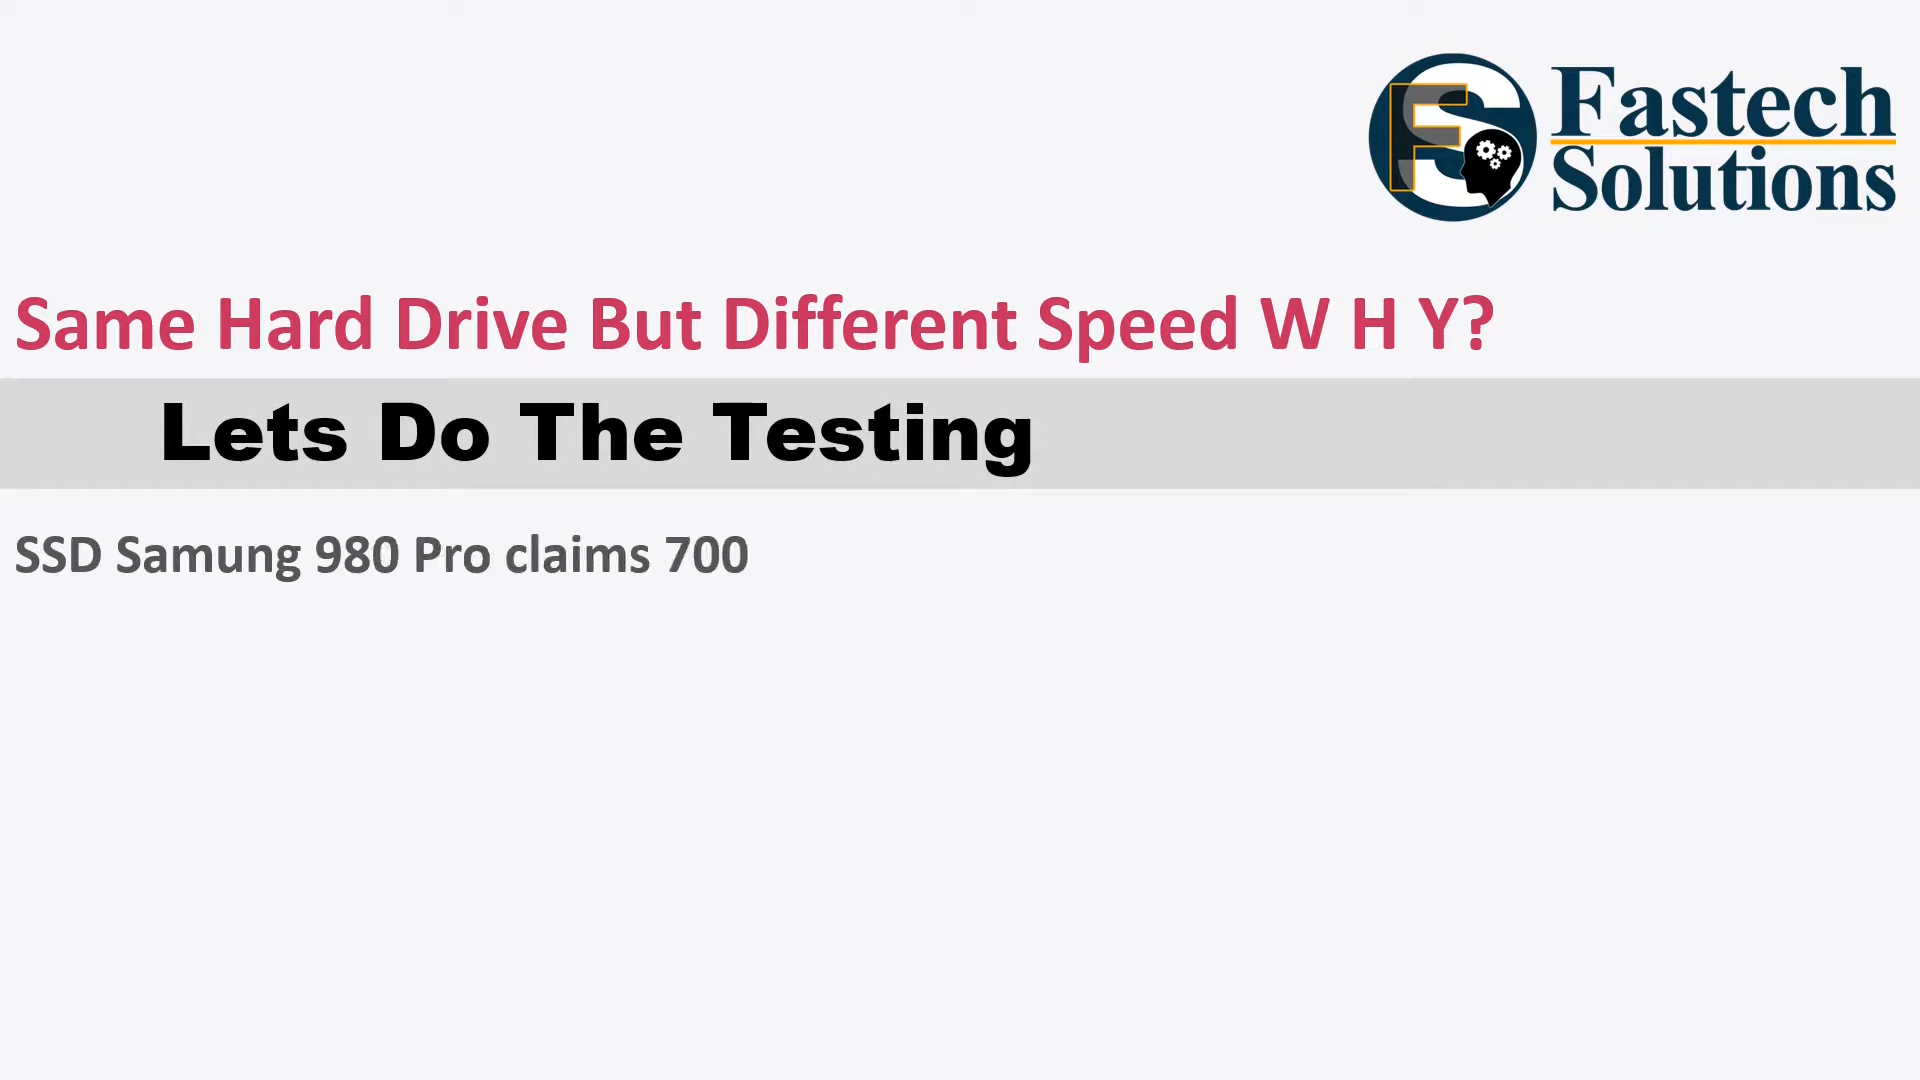 Fastech
Solutions
Same Hard Drive But Different Speed W H Y?
Lets Do The Testing
SSD Samung 980 Pro claims 700